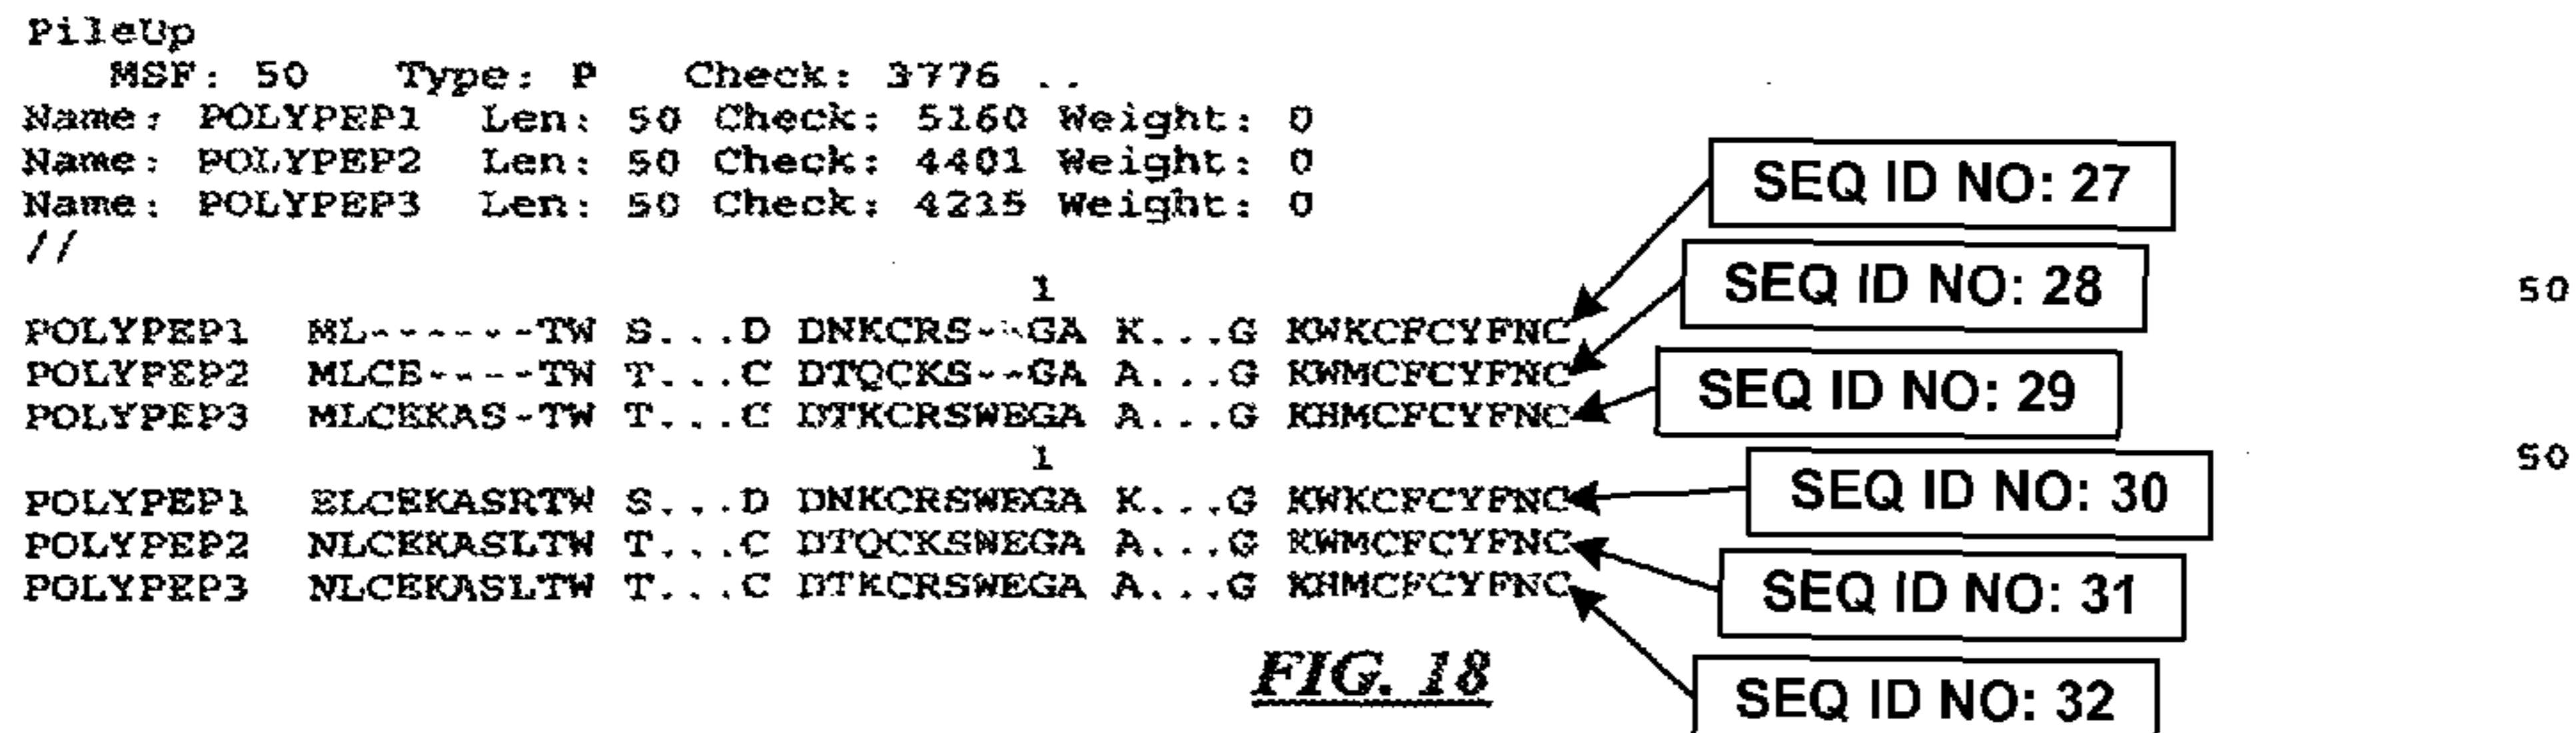 PileUp
MSF: 50 Type: P Check: 3776 ..
Name: POLYPEP1 Len: 50 Check: 5160 Weight: 0
Name: POLYPEP2 Len: 50 Check: 4401 Weight: 0
Name: POLYPEP3 Len: 50 Check: 4215 Weight: 0
//
SEQ ID NO: 27
1 50
POLYPEP1 ML------TW S...D DNKCRS--GA K...G KWKCFCYFNC
SEQ ID NO: 28
POLYPEP2 MLCE----TW T...C DTQCKS--GA A...G KWMCFCYFNC
POLYPEP3 MLCEKAS-TW T...C DTKCRSWEGA A...G KHMCFCYFNC
SEQ ID NO: 29
1 50
POLYPEP1 ELCEKASRTW S...D DNKCRSWEGA K...G KWKCFCYFNC
SEQ ID NO: 30
POLYPEP2 NLCEKASLTW T...C DTQCKSWEGA A...G KWMCFCYFNC
POLYPEP3 NLCEKASLTW T...C DTKCRSWEGA A...G KHMCFCYFNC
SEQ ID NO: 31
FIG. 18
SEQ ID NO: 32